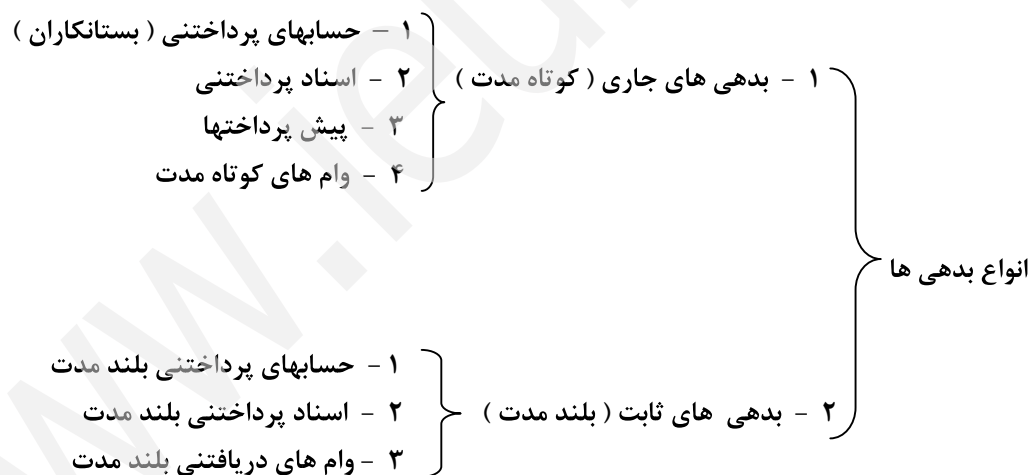 انواع بدهی ها
۱ - بدهی های جاری ( کوتاه مدت )
۱ - حسابهای پرداختنی ( بستانکاران )
۲ - اسناد پرداختنی
۳ - پیش پرداختها
۴ - وام های کوتاه مدت
۲ - بدهی های ثابت ( بلند مدت )
۱ - حسابهای پرداختنی بلند مدت
۲ - اسناد پرداختنی بلند مدت
۳ - وام های دریافتنی بلند مدت